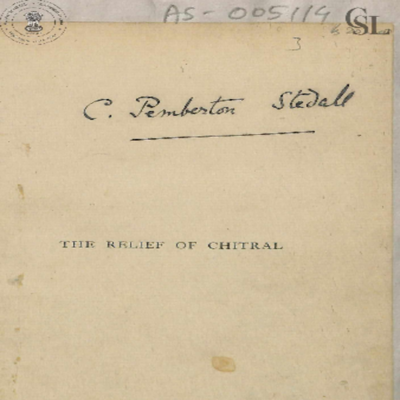 AS-005114
CSL
3
C. Pemberton Stedall
THE RELIEF OF CHITRAL